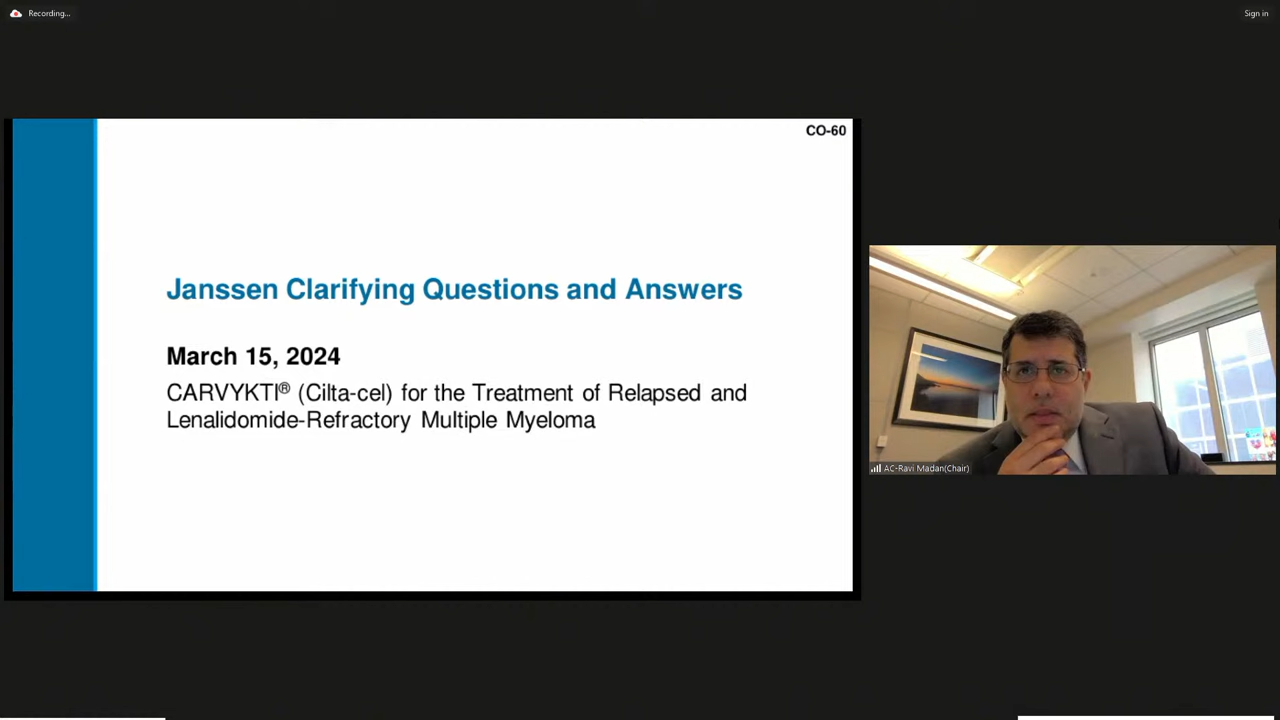 Recording...
Sign in
CO-60
Janssen Clarifying Questions and Answers
March 15, 2024
CARVYKTI® (Cilta-cel) for the Treatment of Relapsed and
Lenalidomide-Refractory Multiple Myeloma
AC-Ravi Madan(Chair)